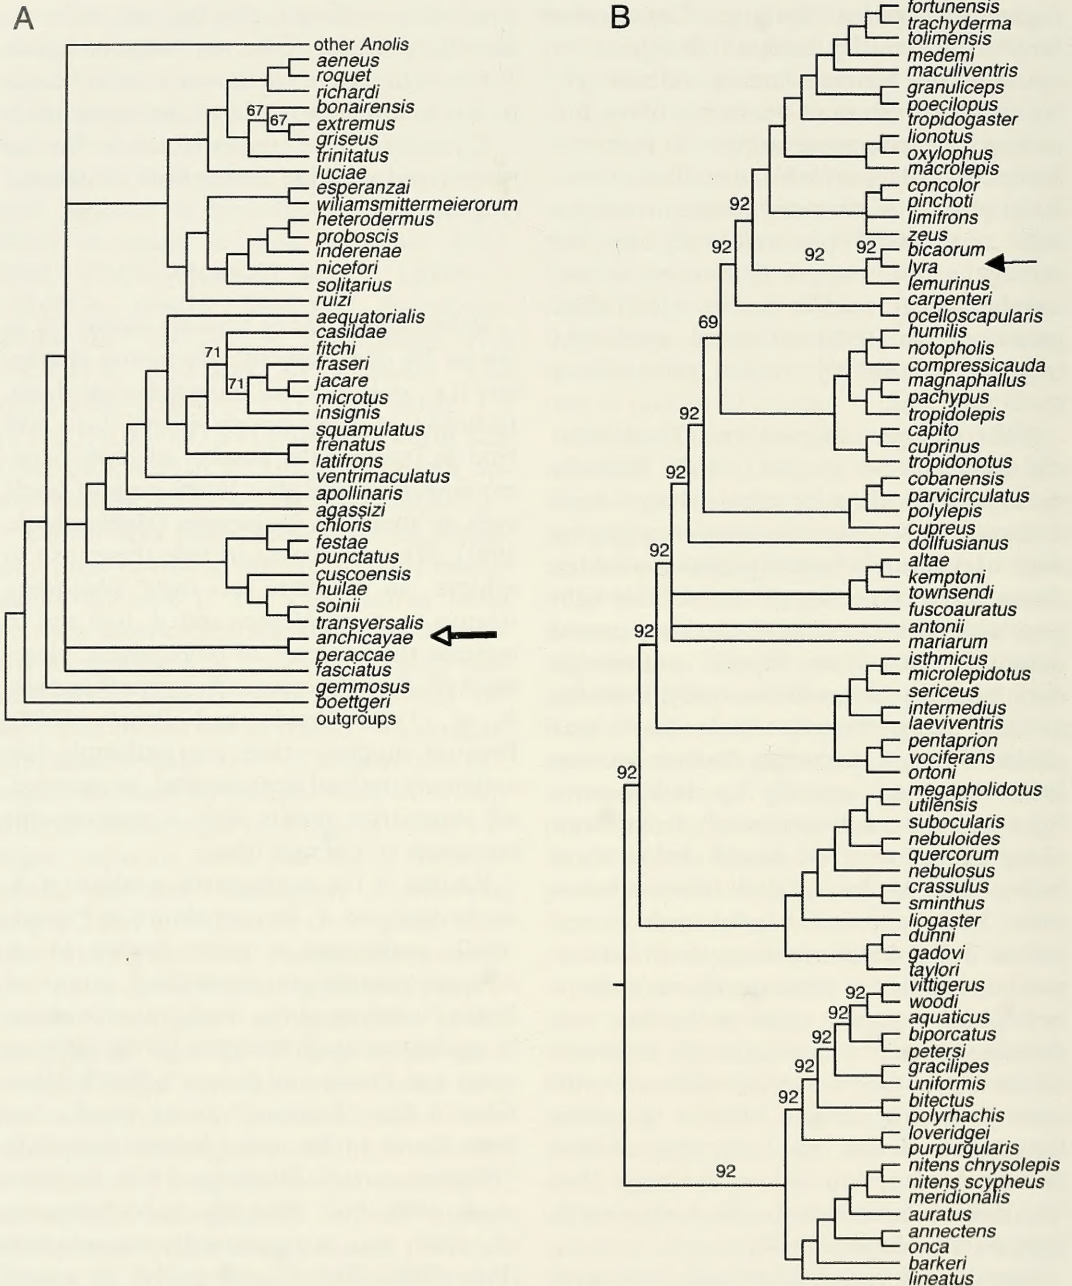 A
other Anolis
aeneus
roquet
richardi
bonairensis
67
67
extremus
griseus
trinitatus
luciae
esperanzai
wiliamsmittermeierorum
heterodermus
proboscis
inderenae
nicefori
solitarius
ruizi
aequatorialis
casildae
71
fitchi
fraseri
71
jacare
microtus
insignis
squamulatus
frenatus
latifrons
ventrimaculatus
apollinaris
agassizi
chloris
festae
punctatus
cuscoensis
huilae
soinii
transversalis
anchicayae
peraccae
fasciatus
gemmosus
boettgeri
outgroups
B
fortunensis
trachyderma
tolimensis
medemi
maculiventris
granuliceps
poecilopus
tropidogaster
lionotus
oxylophus
macrolepis
concolor
pinchoti
92
limifrons
zeus
92
92
92
bicaorum
lyra
lemurinus
carpenteri
ocelloscapularis
69
humilis
notopholis
compressicauda
magnaphallus
pachypus
92
tropidolepis
capito
cuprinus
tropidonotus
92
cobanensis
parvicirculatus
polylepis
cupreus
dollfusianus
92
altae
kemptoni
townsendi
fuscoauratus
antonii
92
mariarum
isthmicus
microlepidotus
sericeus
intermedius
laeviventris
pentaprion
vociferans
ortoni
92
megapholidotus
utilensis
subocularis
nebuloides
quercorum
nebulosus
crassulus
sminthus
liogaster
dunni
gadovi
taylori
vittigerus
92
woodi
92
aquaticus
92
biporcatus
petersi
92
gracilipes
uniformis
92
bitectus
polyrhachis
loveridgei
purpurgularis
92
nitens chrysolepis
nitens scypheus
meridionalis
auratus
annectens
onca
barkeri
lineatus